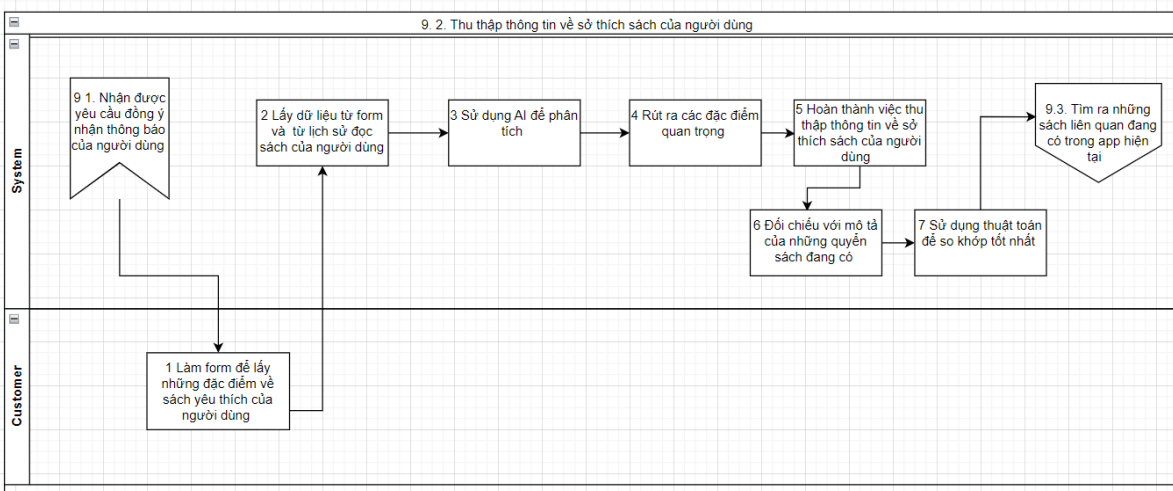 9. 2. Thu thập thông tin về sở thích sách của người dùng
System
9 1. Nhận được
yêu cầu đồng ý
nhận thông báo
của người dùng
2 Lấy dữ liệu từ form
và từ lịch sử đọc
sách của người dùng
3 Sử dụng AI để phân
tích
4 Rút ra các đặc điểm
quan trọng
5 Hoàn thành việc thu
thập thông tin về sở
thích sách của người
dùng
6 Đối chiếu với mô tả
của những quyển
sách đang có
7 Sử dụng thuật toán
để so khớp tốt nhất
9.3. Tìm ra những
sách liên quan đang
có trong app hiện
tại
Customer
1 Làm form để lấy
những đặc điểm về
sách yêu thích của
người dùng